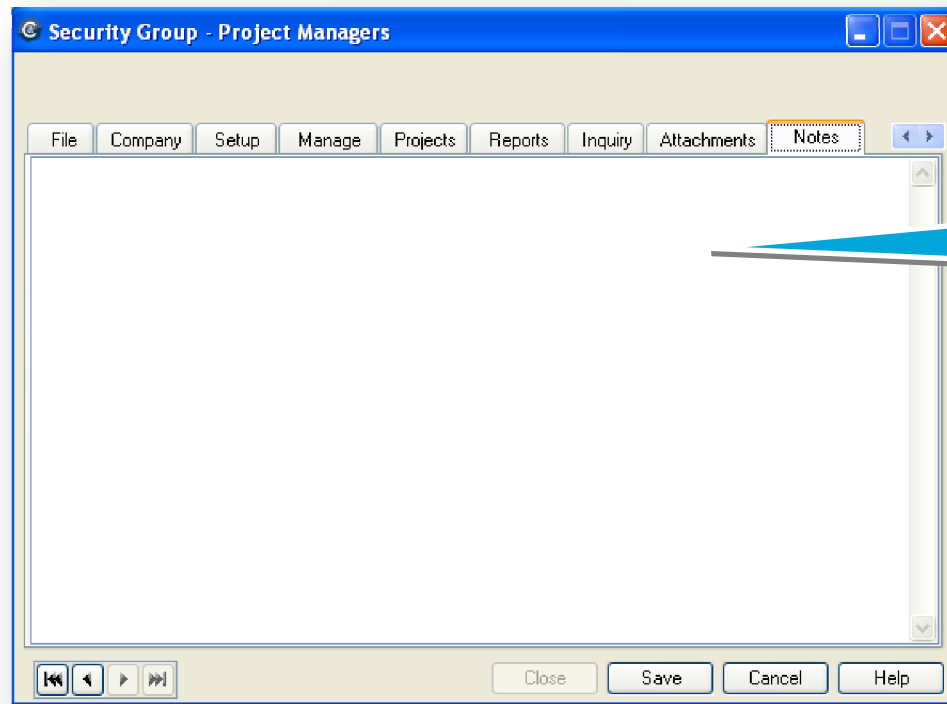 Security Group - Project Managers
File Company Setup Manage Projects Reports Inquiry Attachments Notes
Close Save Cancel Help